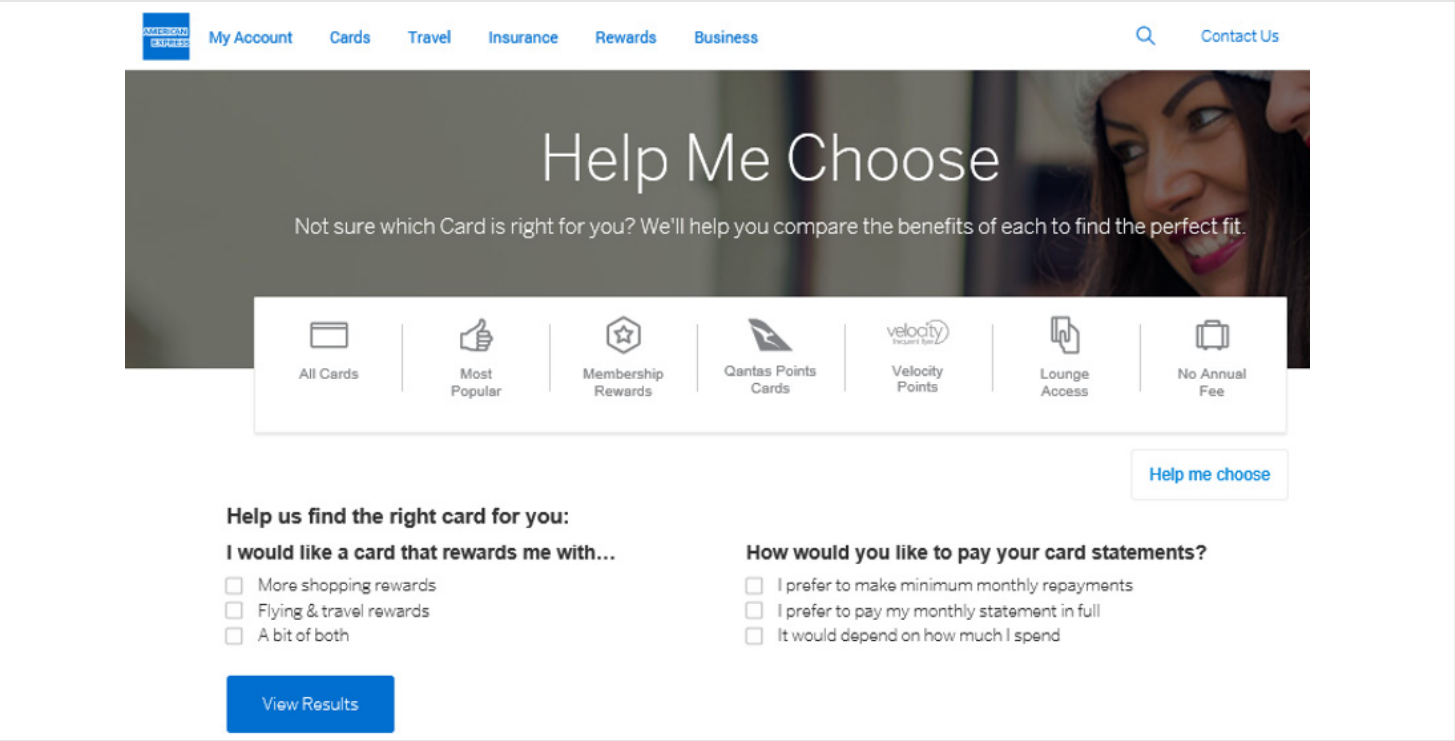 AMERICAN
EXPRESS
My Account Cards Travel Insurance Rewards Business Contact Us
Help Me Choose
Not sure which Card is right for you? We'll help you compare the benefits of each to find the perfect fit.
All Cards
Most
Popular
Membership
Rewards
Qantas Points
Cards
velocity
frequent flyer
Velocity
Points
Lounge
Access
No Annual
Fee
Help me choose
Help us find the right card for you:
I would like a card that rewards me with...
More shopping rewards
Flying & travel rewards
A bit of both
How would you like to pay your card statements?
I prefer to make minimum monthly repayments
I prefer to pay my monthly statement in full
It would depend on how much I spend
View Results